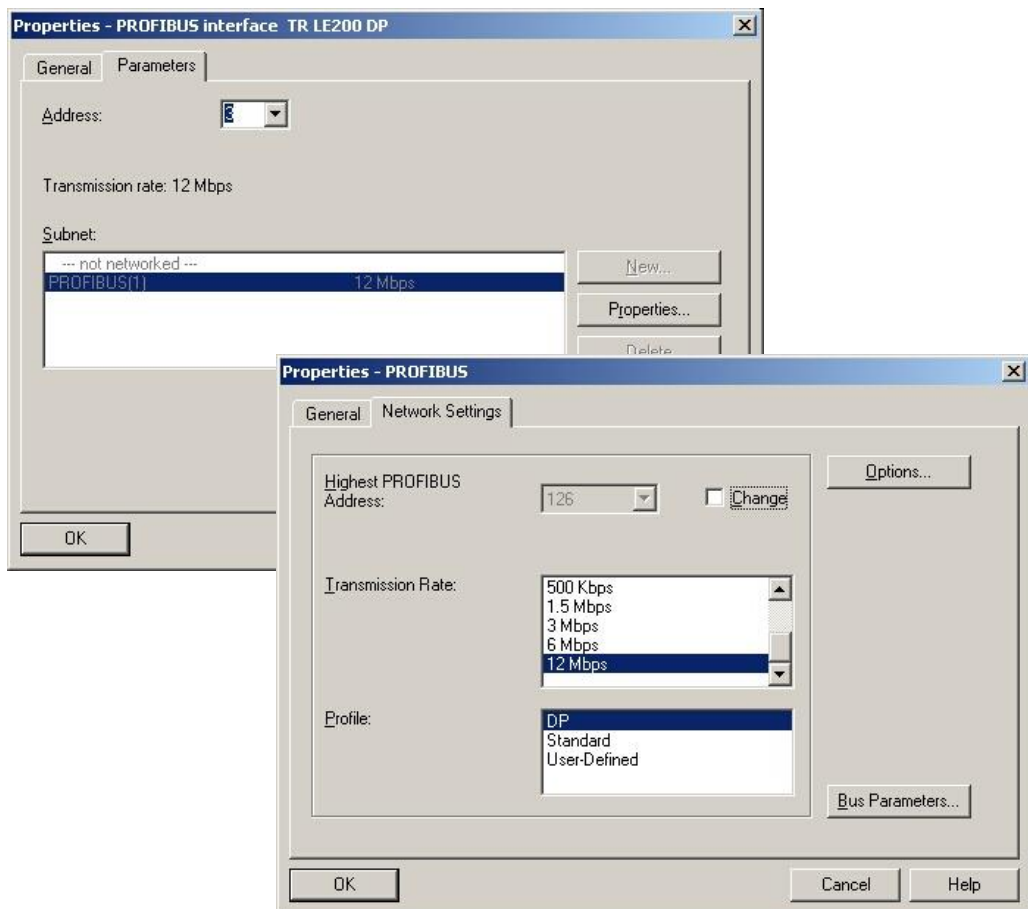 Properties - PROFIBUS interface TR LE200 DP
General Parameters
Address: 3
Transmission rate: 12 Mbps
Subnet:
--- not networked ---
PROFIBUS(1) 12 Mbps
New...
Properties...
Delete
OK
Properties - PROFIBUS
General Network Settings
Highest PROFIBUS
Address:
126
Change
Options...
Transmission Rate:
500 Kbps
1.5 Mbps
3 Mbps
6 Mbps
12 Mbps
Profile:
DP
Standard
User-Defined
Bus Parameters...
OK
Cancel
Help